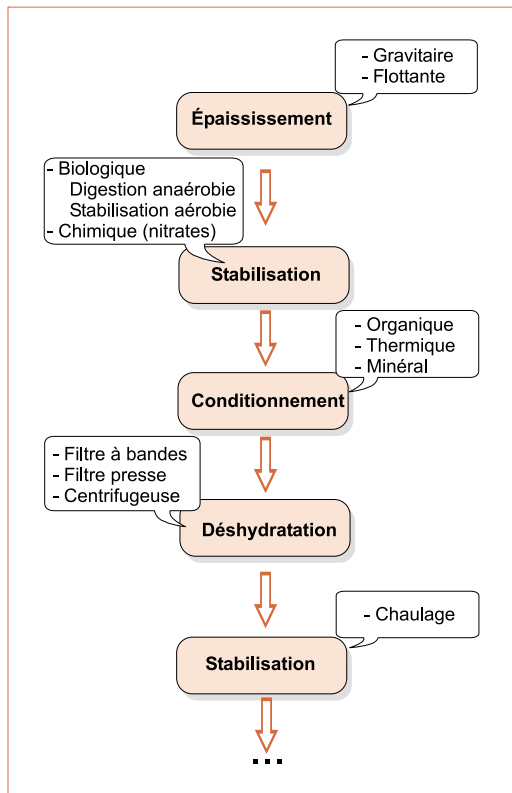 - Gravitaire
- Flottante
Épaississement
- Biologique
Digestion anaérobie
Stabilisation aérobie
- Chimique (nitrates)
Stabilisation
- Organique
- Thermique
- Minéral
Conditionnement
- Filtre à bandes
- Filtre presse
- Centrifugeuse
Déshydratation
- Chaulage
Stabilisation
...